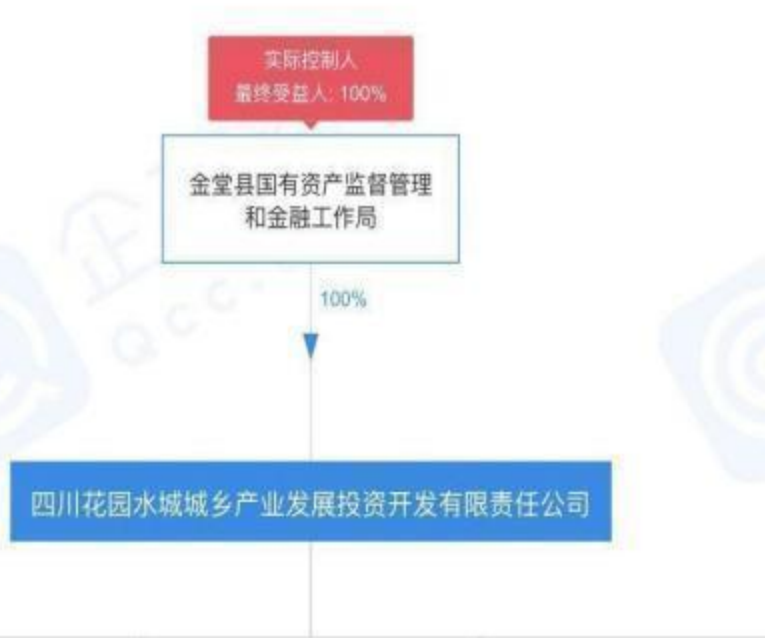 实际控制人
最终受益人: 100%
金堂县国有资产监督管理
和金融工作局
100%
企
Qcc.
四川花园水城城乡产业发展投资开发有限责任公司